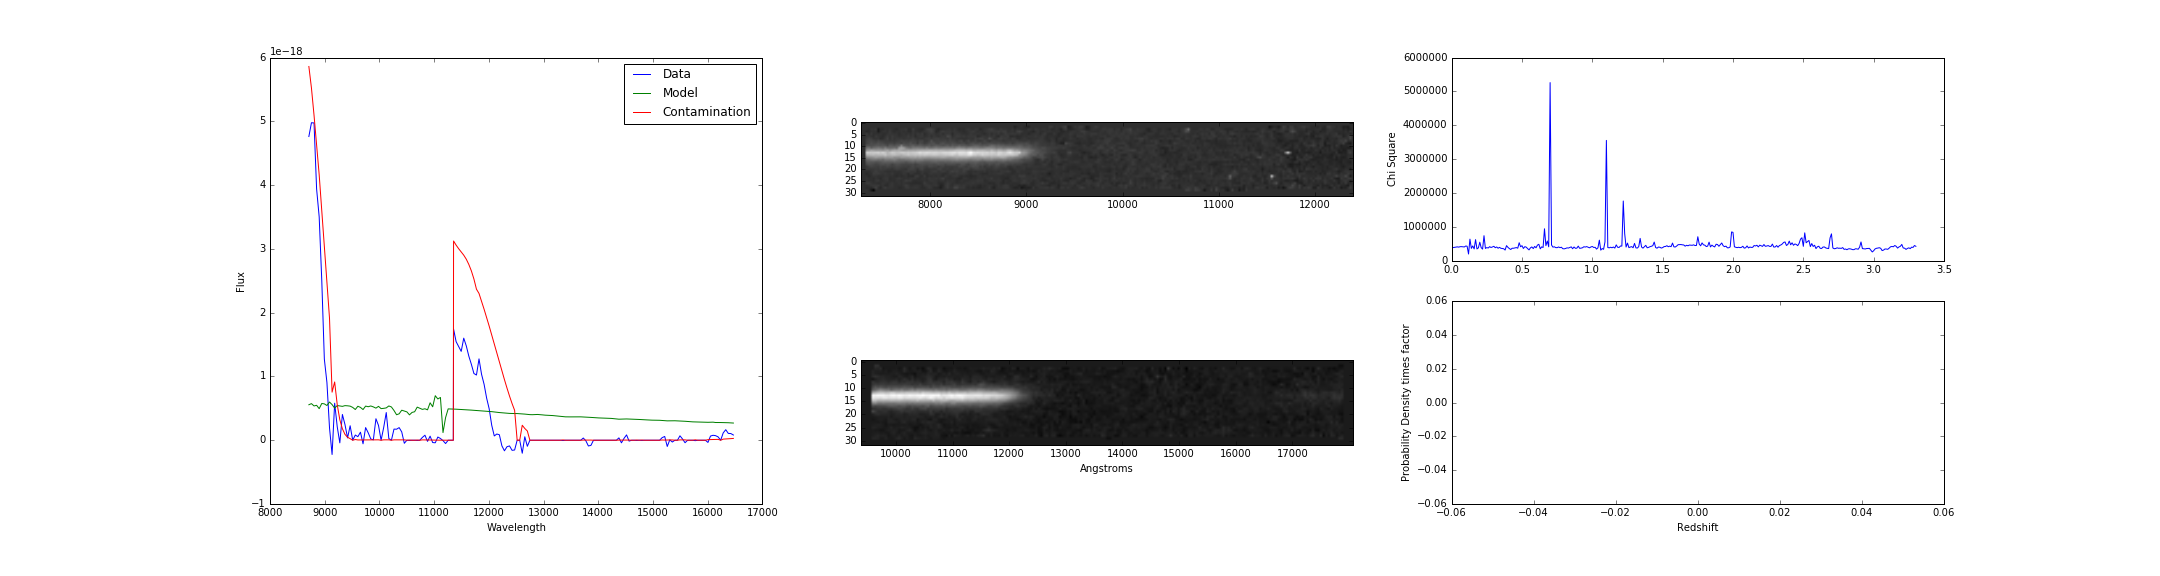 1e−18
6
5
4
3
2
1
0
−1
8000 9000 10000 11000 12000 13000 14000 15000 16000 17000
Wavelength
Flux
Data
Model
Contamination
0
5
10
15
20
25
30
8000 9000 10000 11000 12000
0
5
10
15
20
25
30
10000 11000 12000 13000 14000 15000 16000 17000
Angstroms
6000000
5000000
4000000
3000000
2000000
1000000
0
0.0 0.5 1.0 1.5 2.0 2.5 3.0 3.5
Chi Square
0.06
0.04
0.02
0.00
−0.02
−0.04
−0.06
−0.06 −0.04 −0.02 0.00 0.02 0.04 0.06
Redshift
Probability Density times factor